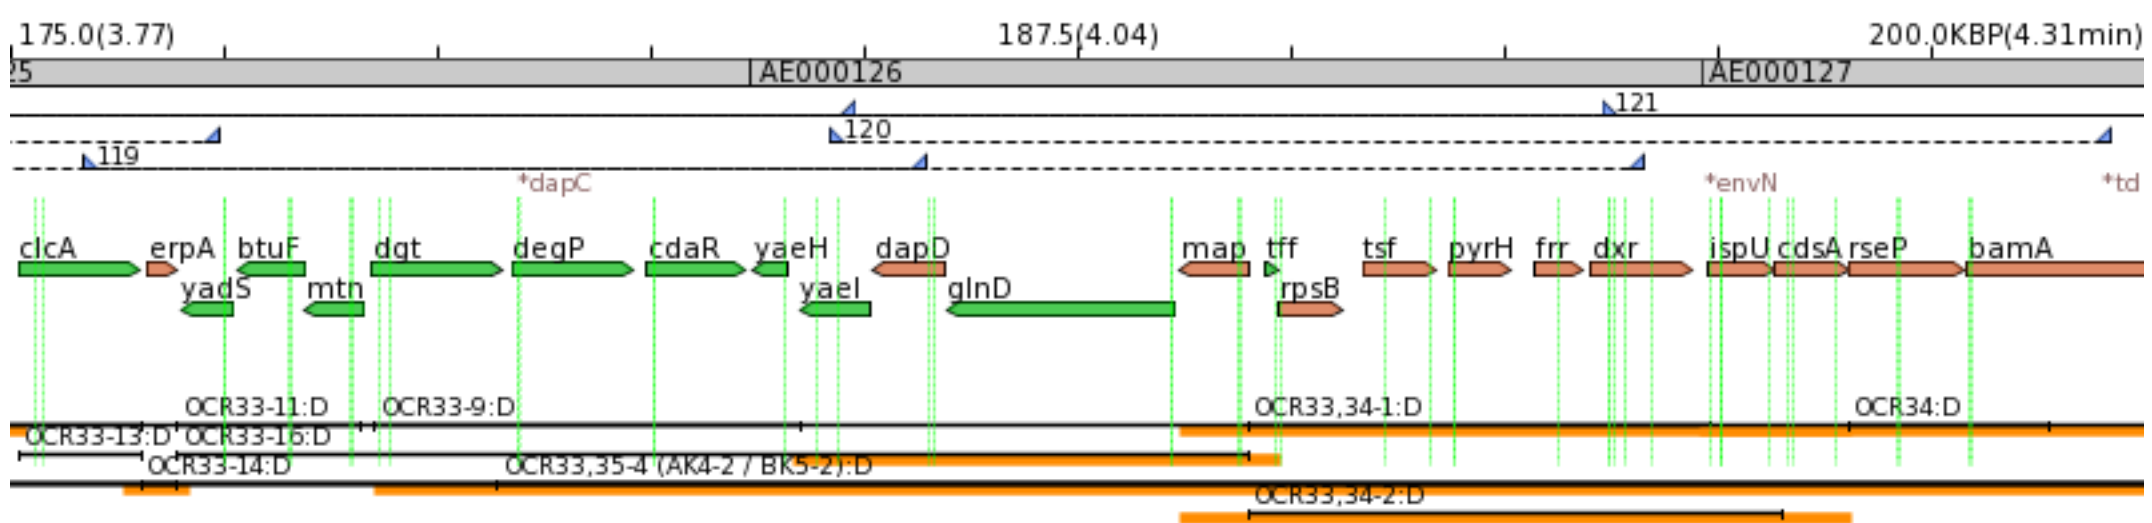 175.0(3.77) 187.5(4.04) 200.0KBP(4.31min)
25 AE000126 AE000127
121
120
119
*dapC *envN *td
clcA erpA btuF dgt degP cdaR yaeH dapD map tff tsf pyrH frr dxr ispU cdsA rseP bamA
yadS mtn yaeI glnD rpsB
OCR33-11:D OCR33-9:D OCR33,34-1:D OCR34:D
OCR33-13:D OCR33-16:D
OCR33-14:D OCR33,35-4 (AK4-2 / BK5-2):D
OCR33,34-2:D